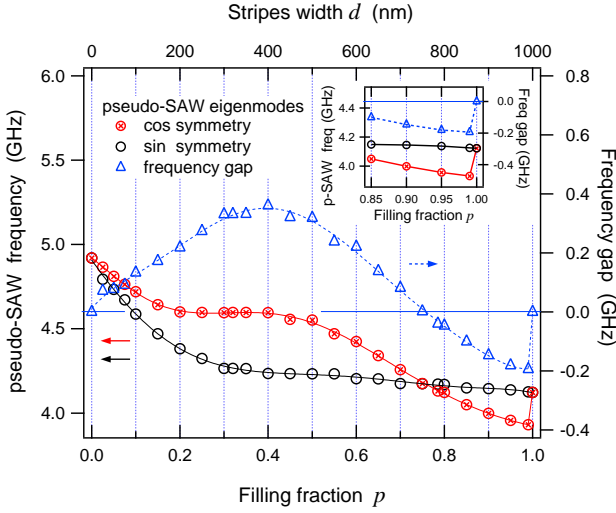 Stripes width d (nm)
0 200 400 600 800 1000
6.0
5.5
5.0
4.5
4.0
pseudo-SAW frequency (GHz)
pseudo-SAW eigenmodes
cos symmetry
sin symmetry
frequency gap
4.4
4.2
4.0
p-SAW freq (GHz)
0.85 0.90 0.95 1.00
Filling fraction p
0.0
-0.2
-0.4
Freq gap (GHz)
0.8
0.6
0.4
0.2
0.0
-0.2
-0.4
Frequency gap (GHz)
0.0 0.2 0.4 0.6 0.8 1.0
Filling fraction p